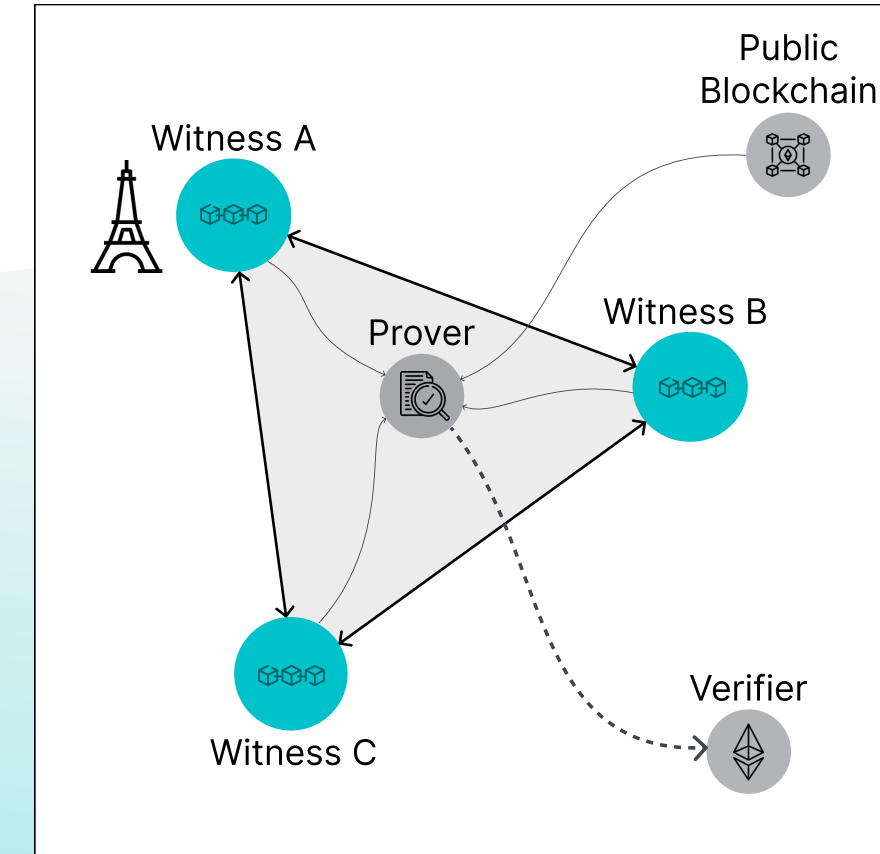 Public
Blockchain
Witness A
Witness B
Prover
Verifier
Witness C